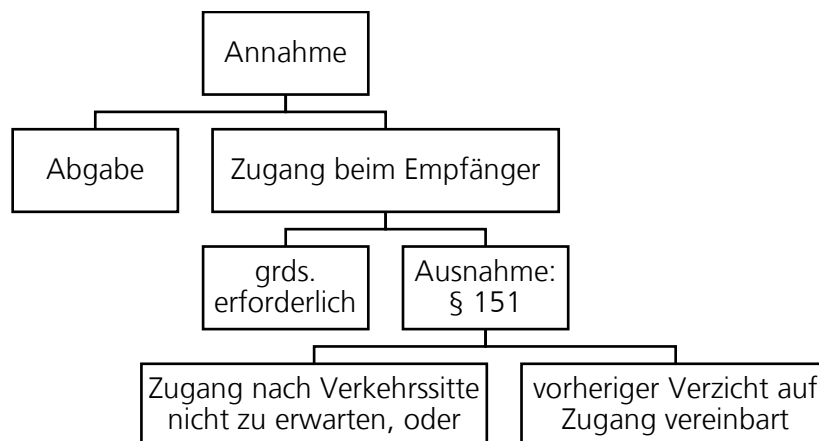 Annahme
Abgabe
Zugang beim Empfänger
grds.
erforderlich
Ausnahme:
§ 151
Zugang nach Verkehrssitte
nicht zu erwarten, oder
vorheriger Verzicht auf
Zugang vereinbart